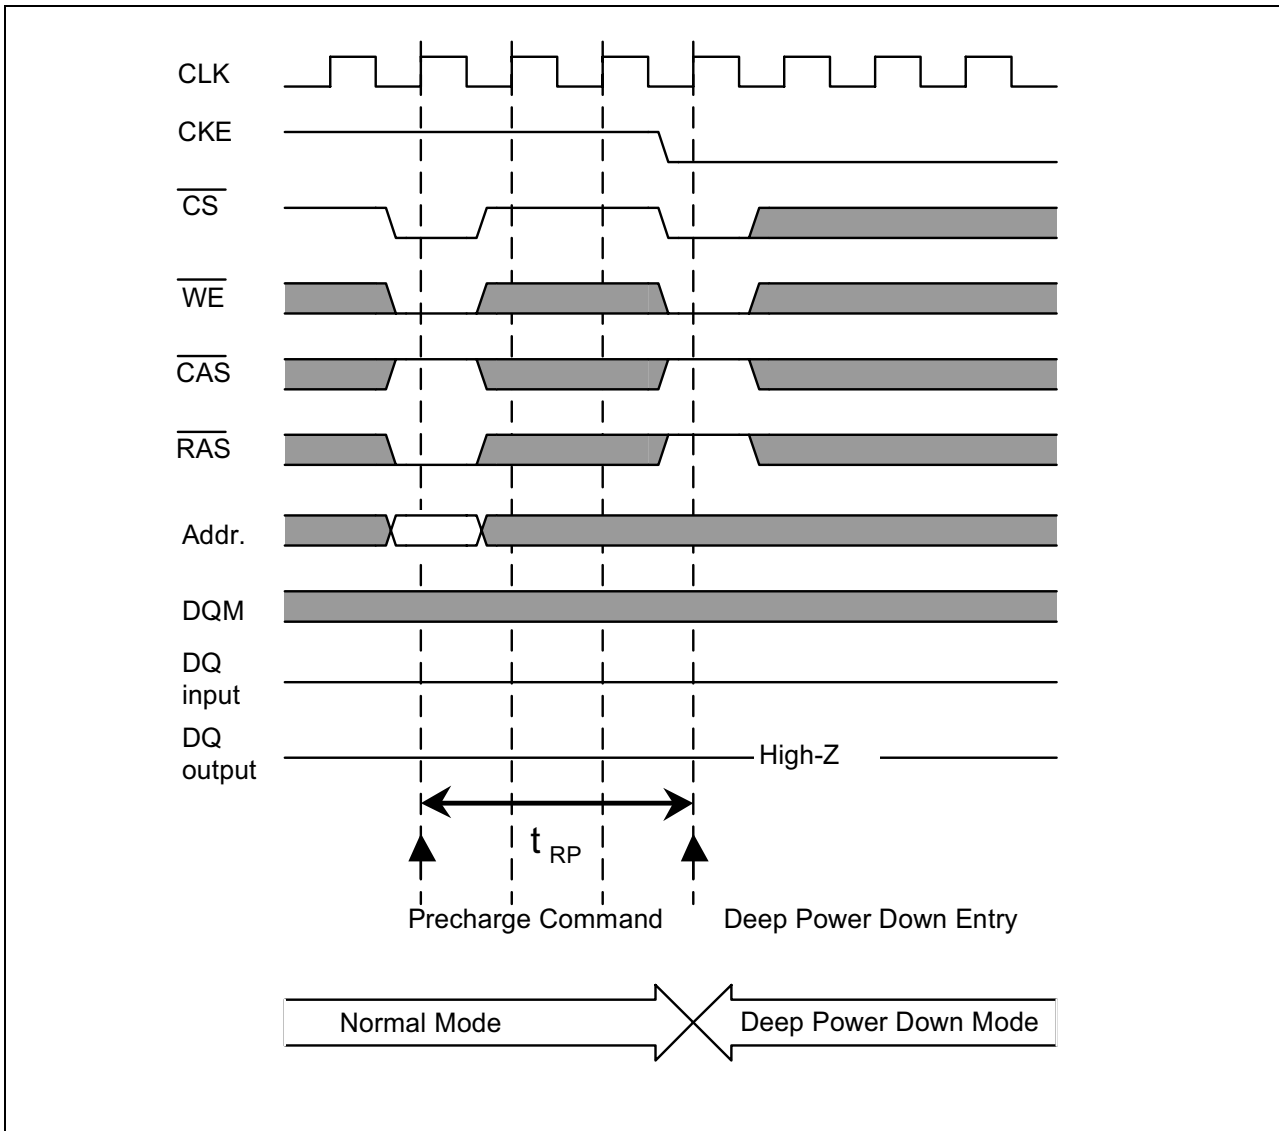 CLK
CKE
CS
WE
CAS
RAS
Addr.
DQM
DQ
input
DQ
output
High-Z
t RP
Precharge Command
Deep Power Down Entry
Normal Mode
Deep Power Down Mode